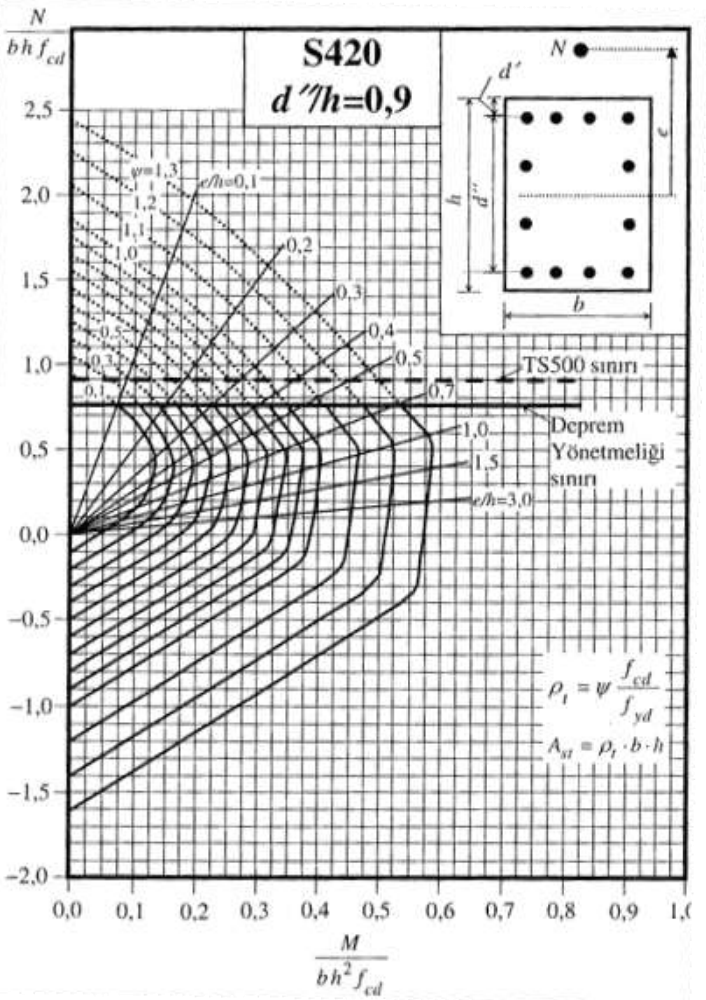 N
b h f_cd
S420
d″/h=0,9
N
d′
e
h
d″
b
2.5
2.0
1.5
1.0
0.5
0.0
−0,5
−1,0
−1,5
−2,0
ψ=1,3
1,2
1,1
1,0
0,5
0,3
0,1
e/h=0,1
0,2
0,3
0,4
0,5
0,7
1,0
1,5
e/h=3,0
TS500 sınırı
Deprem
Yönetmeliği
sınırı
ρ_t = ψ f_cd / f_yd
A_st = ρ_t · b · h
0,0 0,1 0,2 0,3 0,4 0,5 0,6 0,7 0,8 0,9
M
b h² f_cd